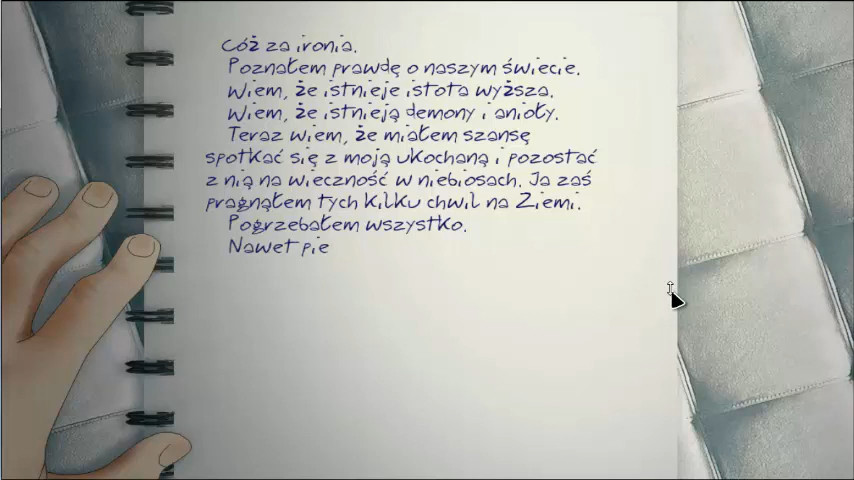 Cóż za ironia.
Poznałem prawdę o naszym świecie.
Wiem, że istnieje istota wyższa.
Wiem, że istnieją demony i anioły.
Teraz wiem, że miałem szansę
spotkać się z moją ukochaną i pozostać
z nią na wieczność w niebiosach. Ja zaś
pragnąłem tych kilku chwil na Ziemi.
Pogrzebałem wszystko.
Nawet pie